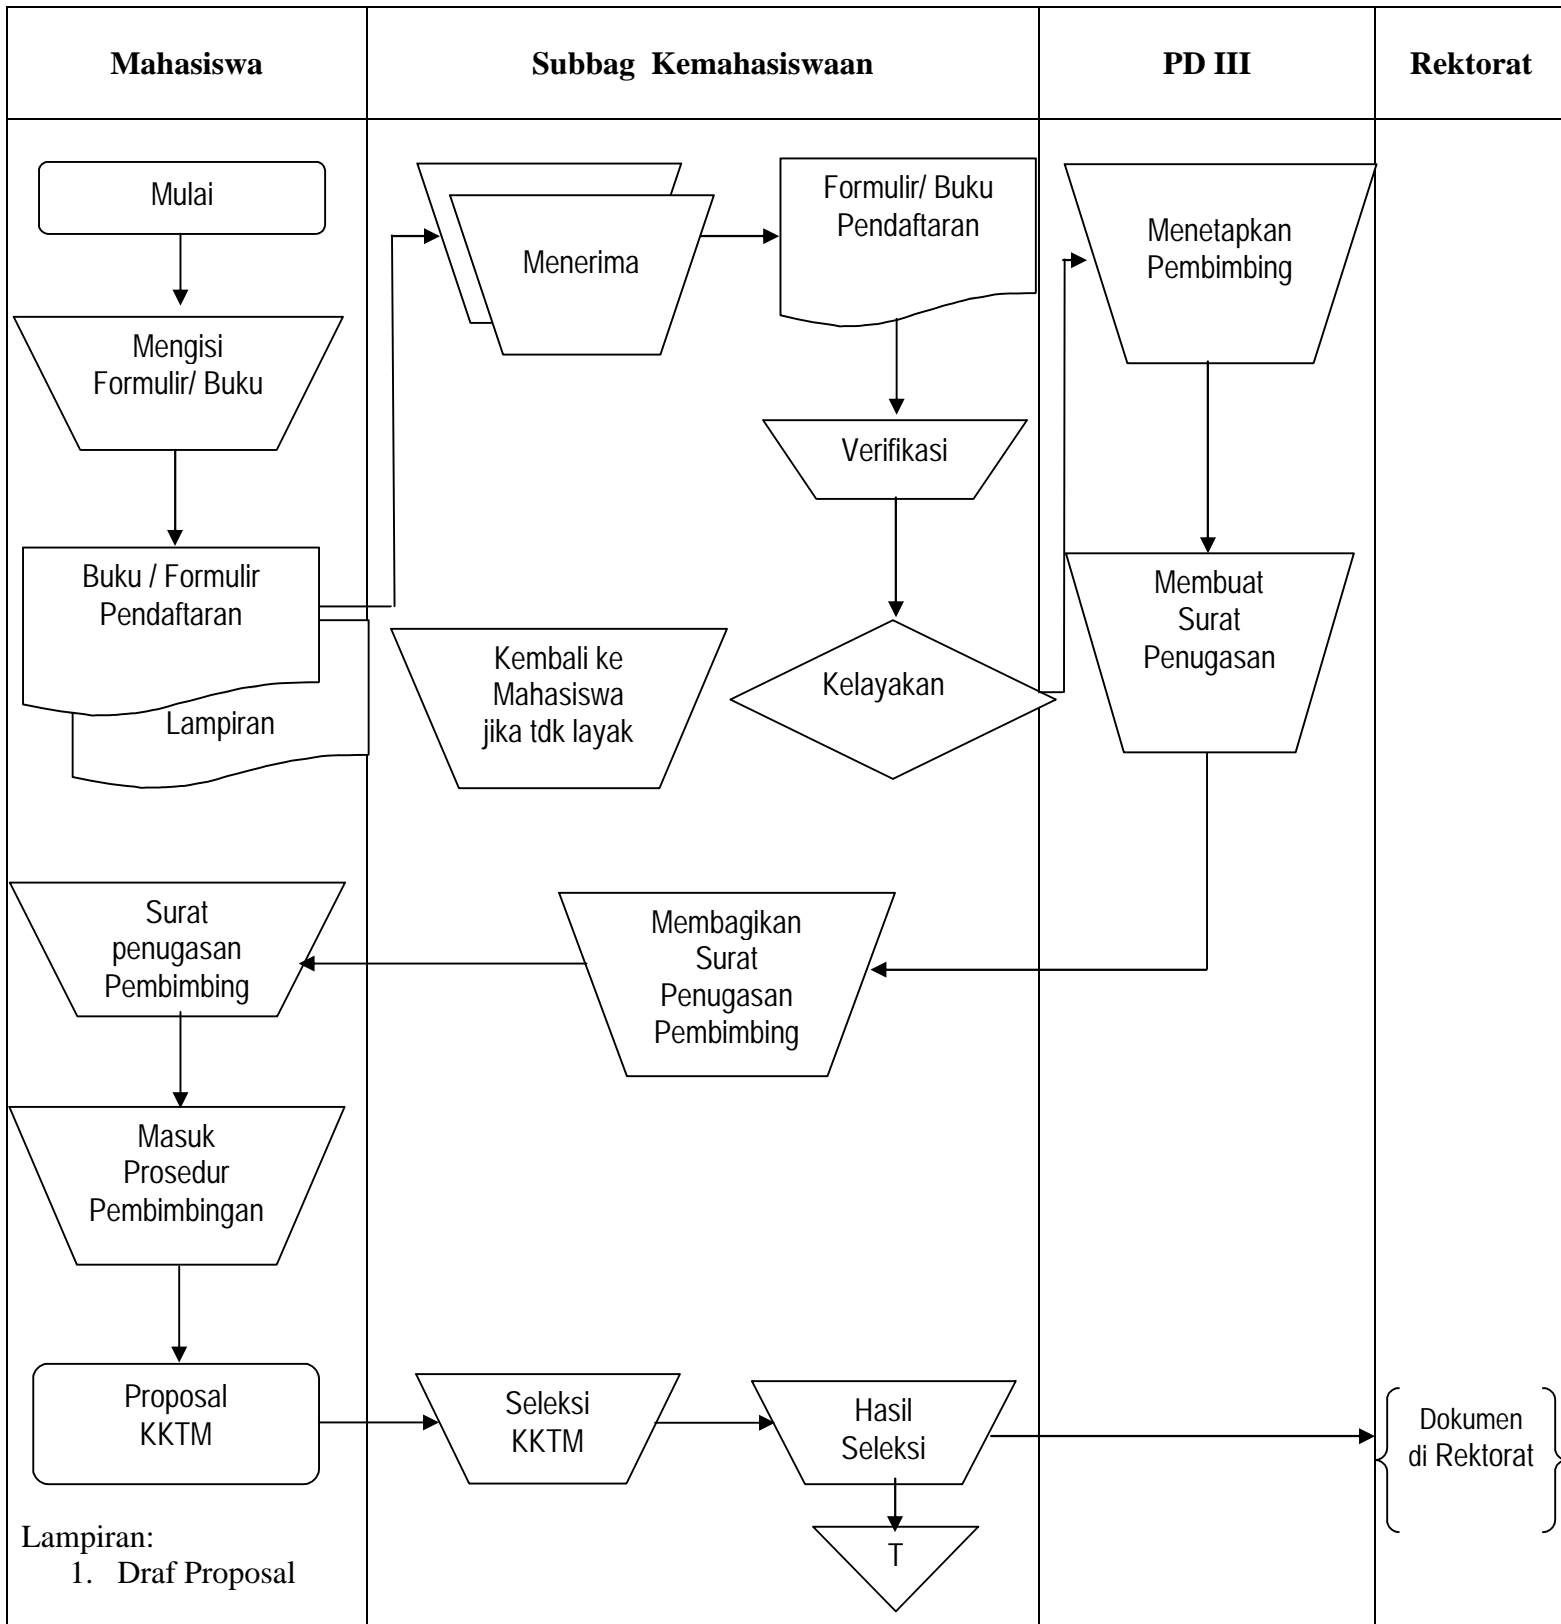 Mahasiswa
Subbag Kemahasiswaan
PD III
Rektorat
Mulai
Mengisi
Formulir/ Buku
Buku / Formulir
Pendaftaran
Lampiran
Menerima
Formulir/ Buku
Pendaftaran
Verifikasi
Kelayakan
Kembali ke
Mahasiswa
jika tdk layak
Menetapkan
Pembimbing
Membuat
Surat
Penugasan
Membagikan
Surat
Penugasan
Pembimbing
Surat
penugasan
Pembimbing
Masuk
Prosedur
Pembimbingan
Proposal
KKTM
Seleksi
KKTM
Hasil
Seleksi
T
Dokumen
di Rektorat
Lampiran:
1. Draf Proposal